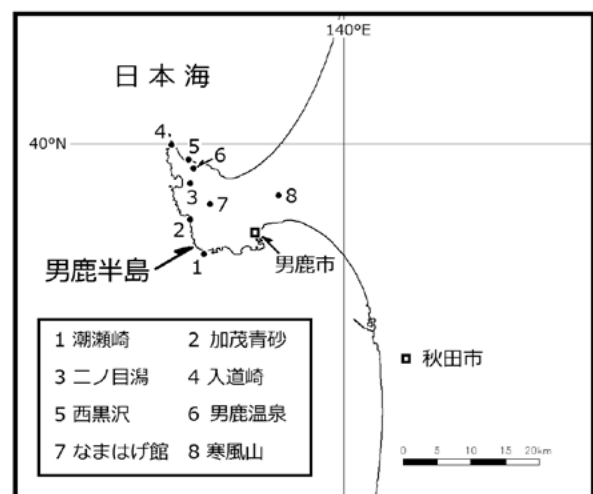 140°E
日本海
40°N
4
5
6
3
7
8
2
男鹿半島
1
男鹿市
秋田市
1 潮瀬崎 2 加茂青砂
3 二ノ目潟 4 入道崎
5 西黒沢 6 男鹿温泉
7 なまはげ館 8 寒風山
0 5 10 15 20km